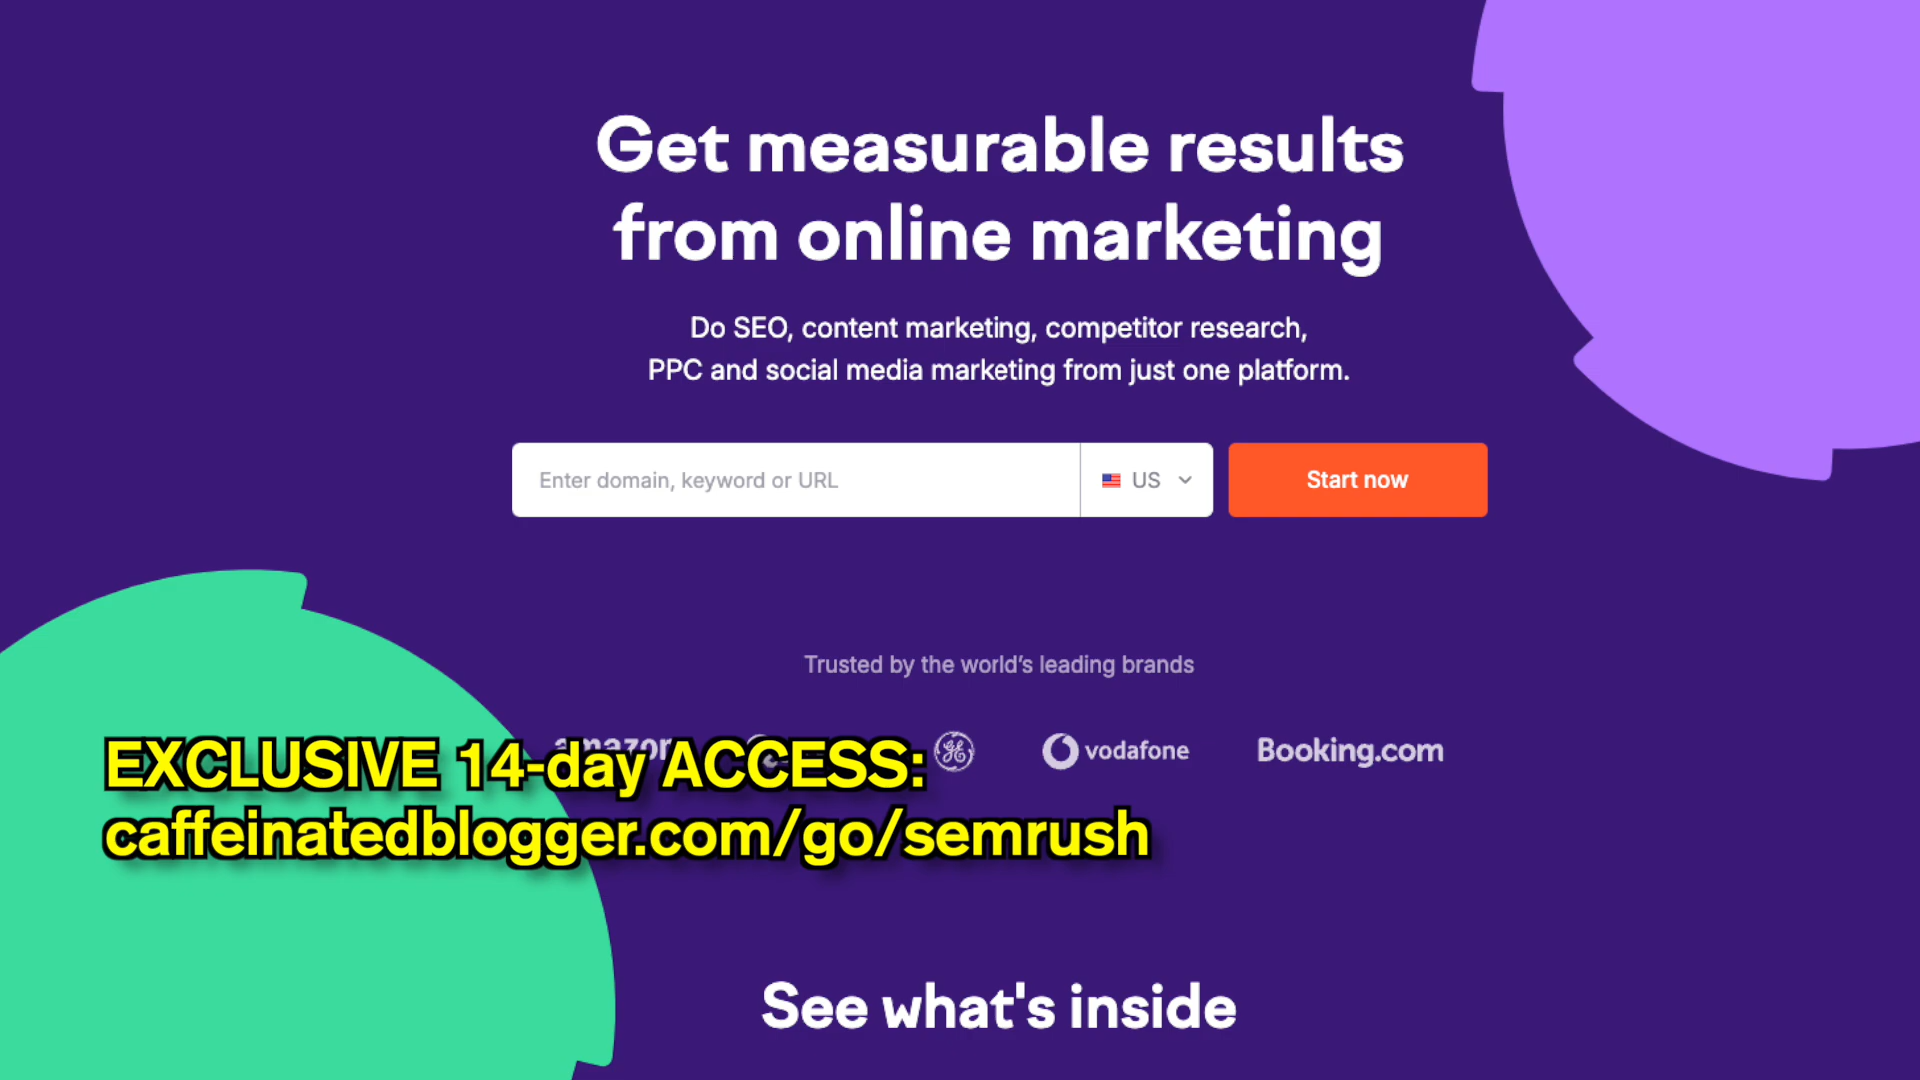 Get measurable results
from online marketing
Do SEO, content marketing, competitor research,
PPC and social media marketing from just one platform.
Enter domain, keyword or URL
US
Start now
Trusted by the world’s leading brands
amazon
GE
vodafone
Booking.com
EXCLUSIVE 14-day ACCESS:
caffeinatedblogger.com/go/semrush
See what's inside